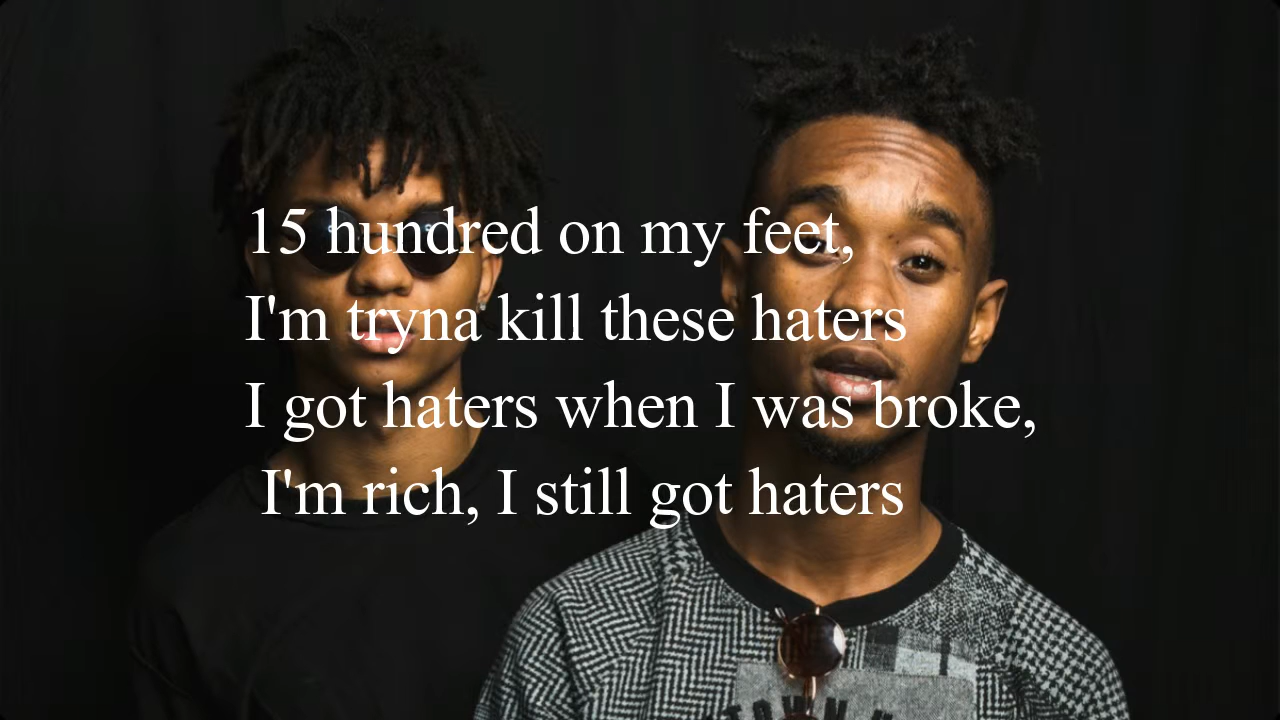 15 hundred on my feet,
I'm tryna kill these haters
I got haters when I was broke,
I'm rich, I still got haters